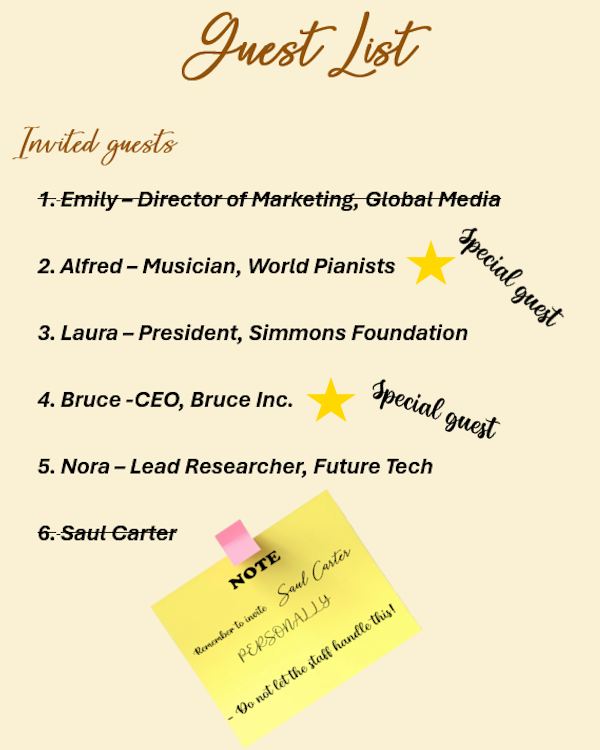 Guest List
Invited guests
1. Emily – Director of Marketing, Global Media
2. Alfred – Musician, World Pianists
Special guest
3. Laura – President, Simmons Foundation
4. Bruce -CEO, Bruce Inc.
Special guest
5. Nora – Lead Researcher, Future Tech
6. Saul Carter
NOTE
Remember to invite Saul Carter
PERSONALLY
- Do not let the staff handle this!